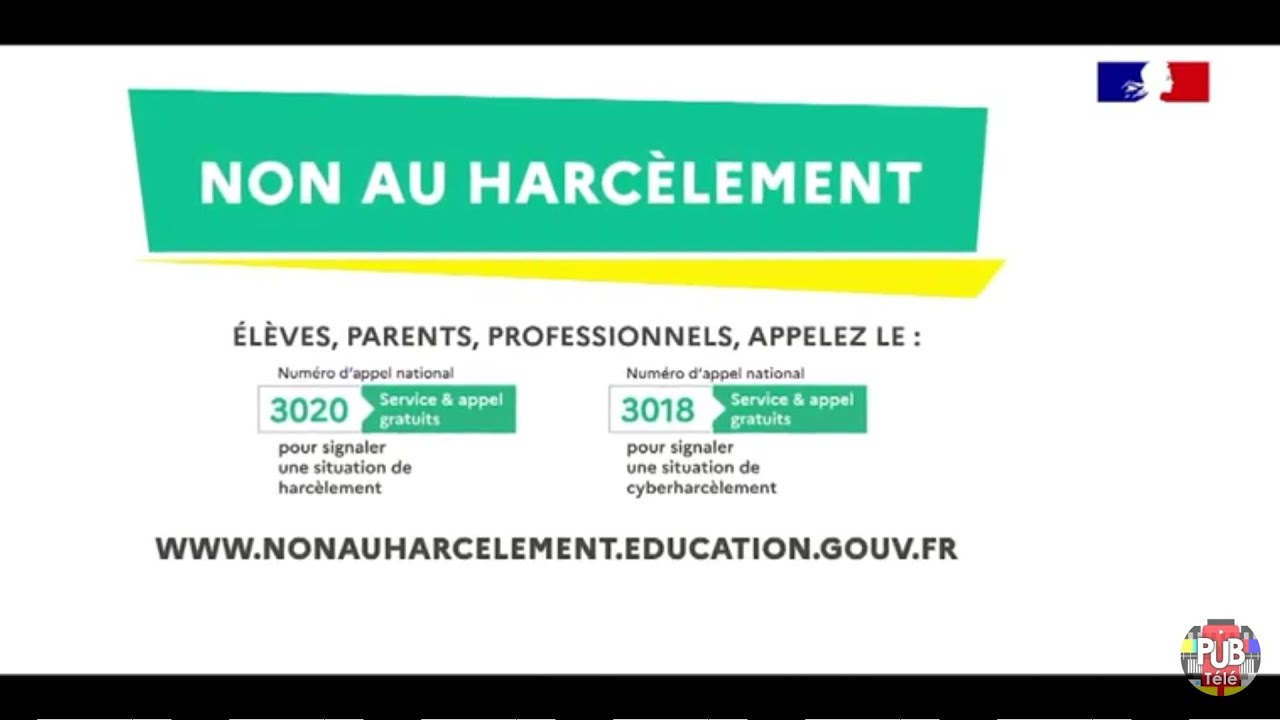 NON AU HARCÈLEMENT
ÉLÈVES, PARENTS, PROFESSIONNELS, APPELEZ LE :
Numéro d'appel national
3020 Service & appel
gratuits
pour signaler
une situation de
harcèlement
Numéro d'appel national
3018 Service & appel
gratuits
pour signaler
une situation de
cyberharcèlement
WWW.NONAUHARCELEMENT.EDUCATION.GOUV.FR
PUB
Télé